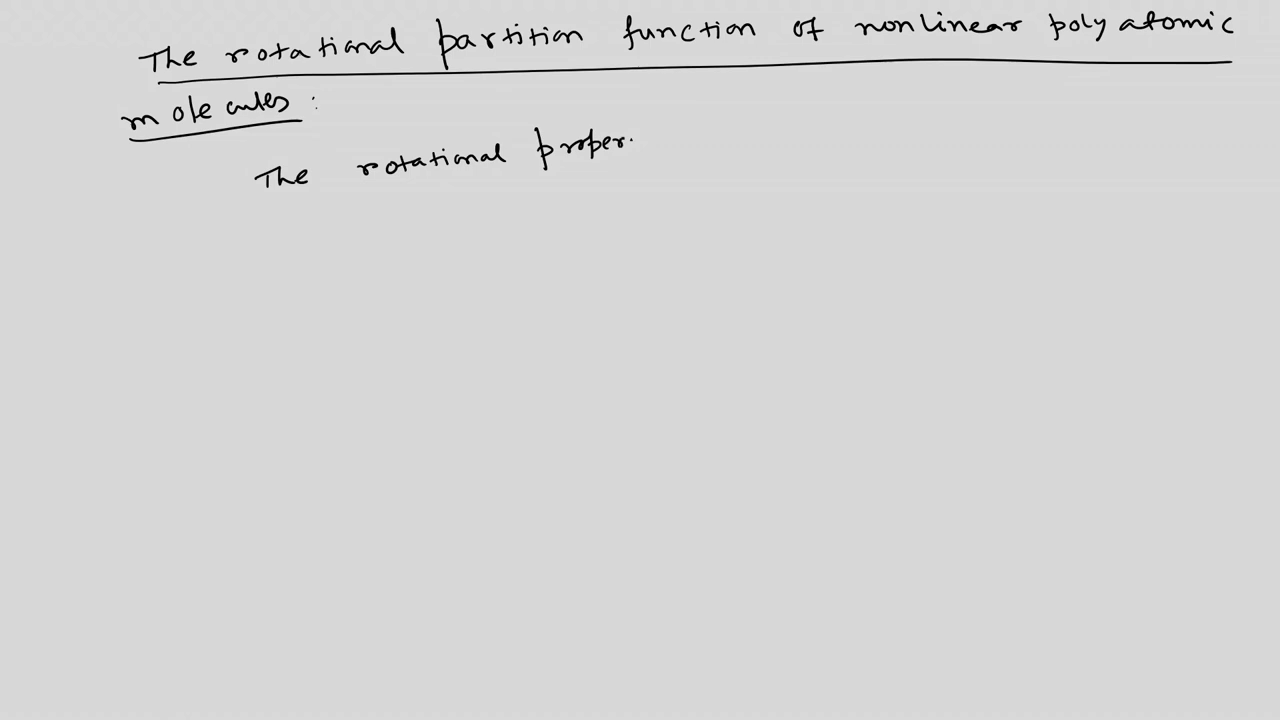 The rotational partition function of nonlinear polyatomic
molecules:
The rotational proper.